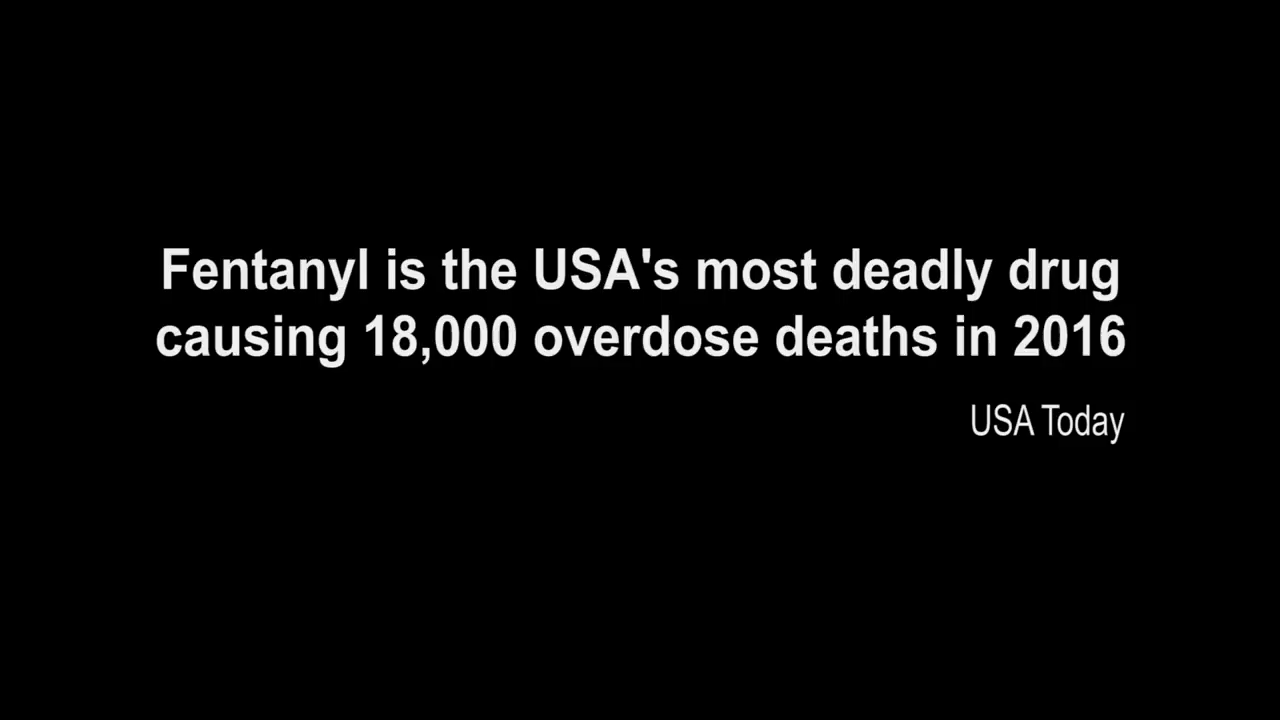 Fentanyl is the USA's most deadly drug
causing 18,000 overdose deaths in 2016
USA Today